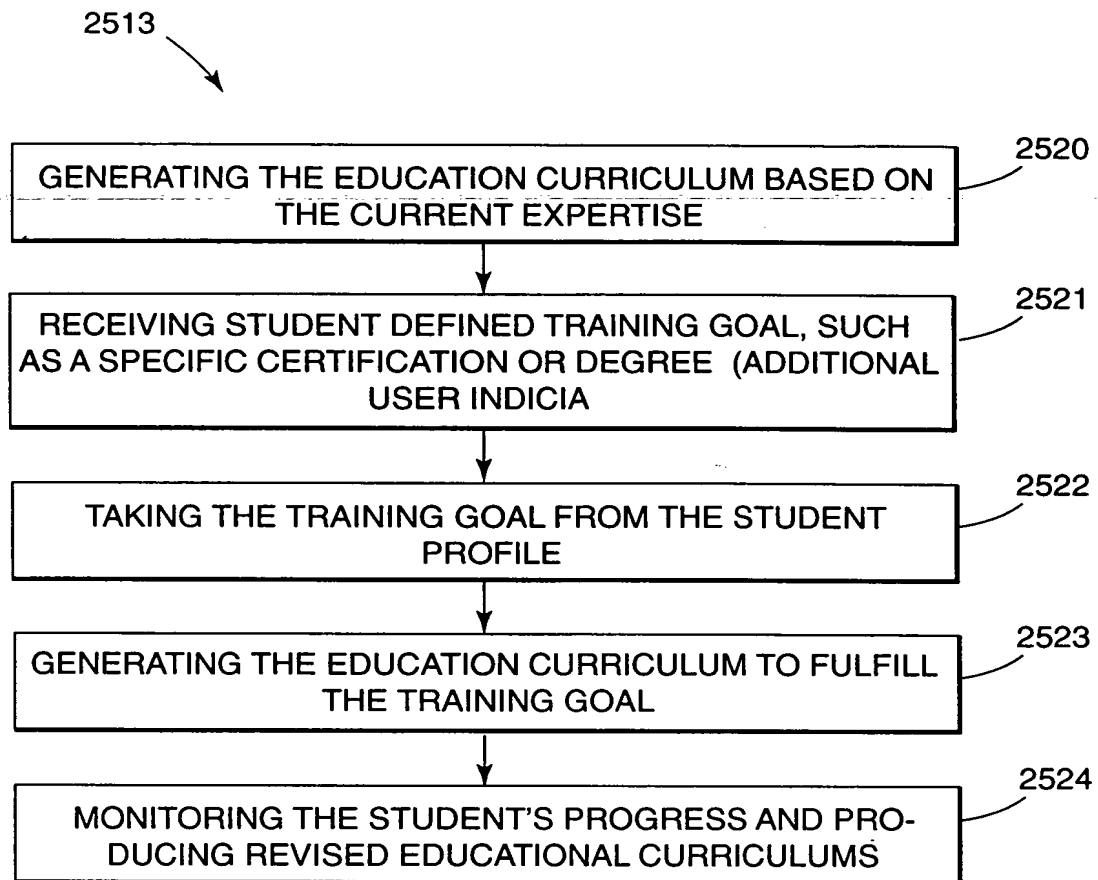 2513
2520
GENERATING THE EDUCATION CURRICULUM BASED ON
THE CURRENT EXPERTISE
2521
RECEIVING STUDENT DEFINED TRAINING GOAL, SUCH
AS A SPECIFIC CERTIFICATION OR DEGREE (ADDITIONAL
USER INDICIA
2522
TAKING THE TRAINING GOAL FROM THE STUDENT
PROFILE
2523
GENERATING THE EDUCATION CURRICULUM TO FULFILL
THE TRAINING GOAL
2524
MONITORING THE STUDENT'S PROGRESS AND PRO-
DUCING REVISED EDUCATIONAL CURRICULUMS